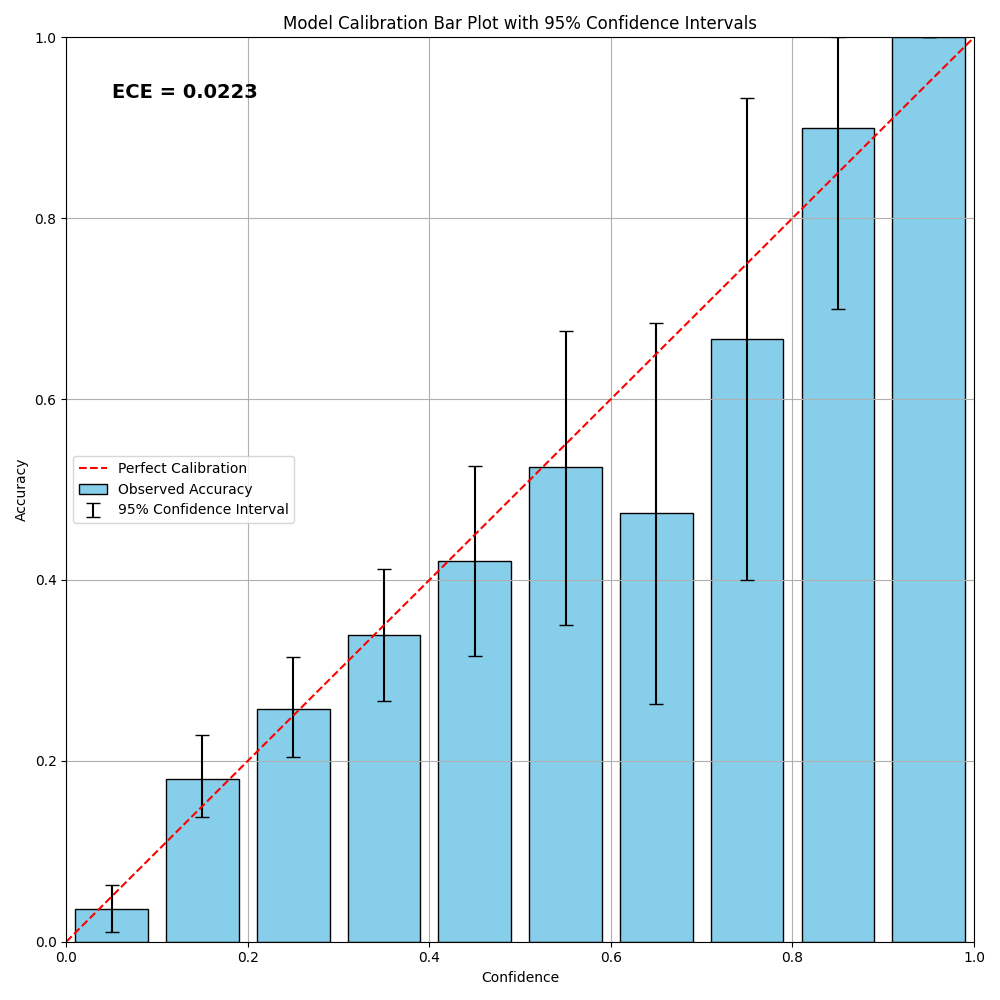 Model Calibration Bar Plot with 95% Confidence Intervals
ECE = 0.0223
1.0
0.8
0.6
0.4
0.2
0.0
Accuracy
Perfect Calibration
Observed Accuracy
95% Confidence Interval
0.0 0.2 0.4 0.6 0.8 1.0
Confidence